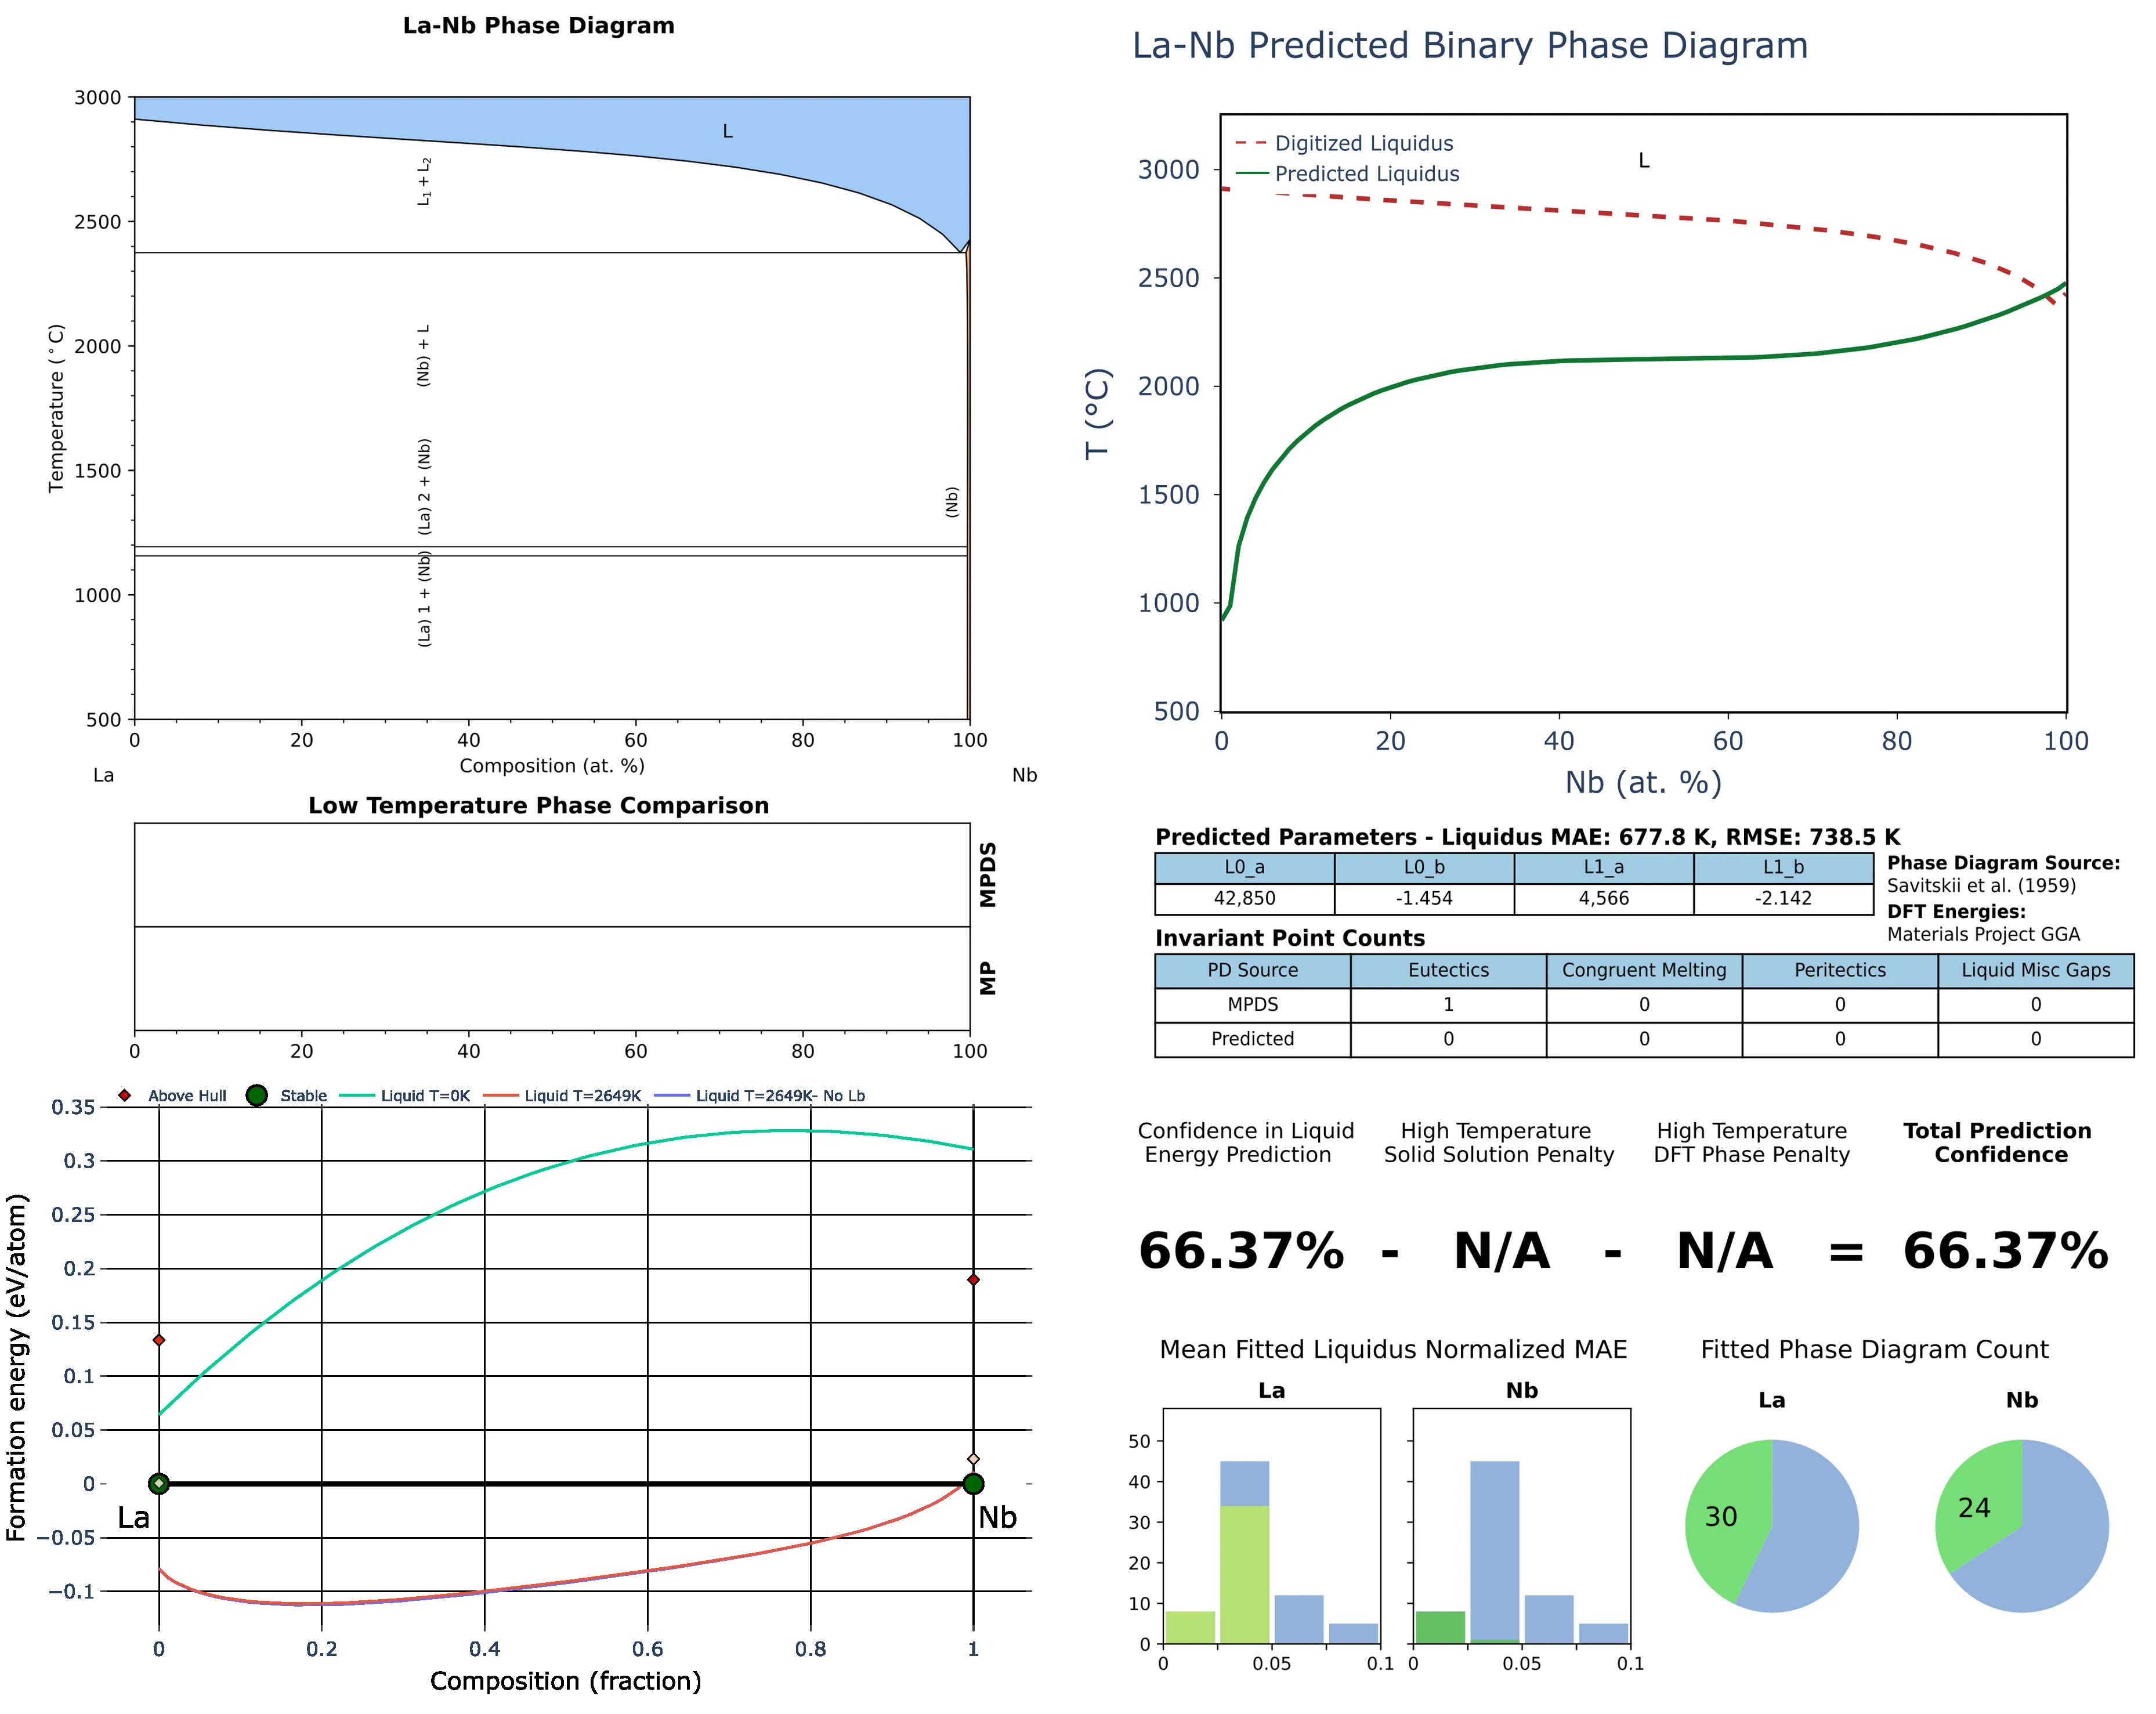 La-Nb Phase Diagram
3000
2500
2000
1500
1000
500
Temperature (°C)
L
L₁ + L₂
(Nb) + L
(La) 2 + (Nb)
(La) 1 + (Nb)
(Nb)
0 20 40 60 80 100
Composition (at. %)
La Nb
La-Nb Predicted Binary Phase Diagram
Digitized Liquidus
Predicted Liquidus
L
3000
2500
2000
1500
1000
500
T (°C)
0 20 40 60 80 100
Nb (at. %)
Low Temperature Phase Comparison
MPDS
MP
0 20 40 60 80 100
Predicted Parameters - Liquidus MAE: 677.8 K, RMSE: 738.5 K
L0_a L0_b L1_a L1_b
42,850 -1.454 4,566 -2.142
Phase Diagram Source:
Savitskii et al. (1959)
DFT Energies:
Materials Project GGA
Invariant Point Counts
PD Source Eutectics Congruent Melting Peritectics Liquid Misc Gaps
MPDS 1 0 0 0
Predicted 0 0 0 0
Above Hull Stable Liquid T=0K Liquid T=2649K Liquid T=2649K- No Lb
0.35
0.3
0.25
0.2
0.15
0.1
0.05
0
−0.05
−0.1
Formation energy (eV/atom)
La Nb
0 0.2 0.4 0.6 0.8 1
Composition (fraction)
Confidence in Liquid
Energy Prediction
High Temperature
Solid Solution Penalty
High Temperature
DFT Phase Penalty
Total Prediction
Confidence
66.37% - N/A - N/A = 66.37%
Mean Fitted Liquidus Normalized MAE
La Nb
50
40
30
20
10
0
0 0.05 0.1 0 0.05 0.1
Fitted Phase Diagram Count
La Nb
30 24